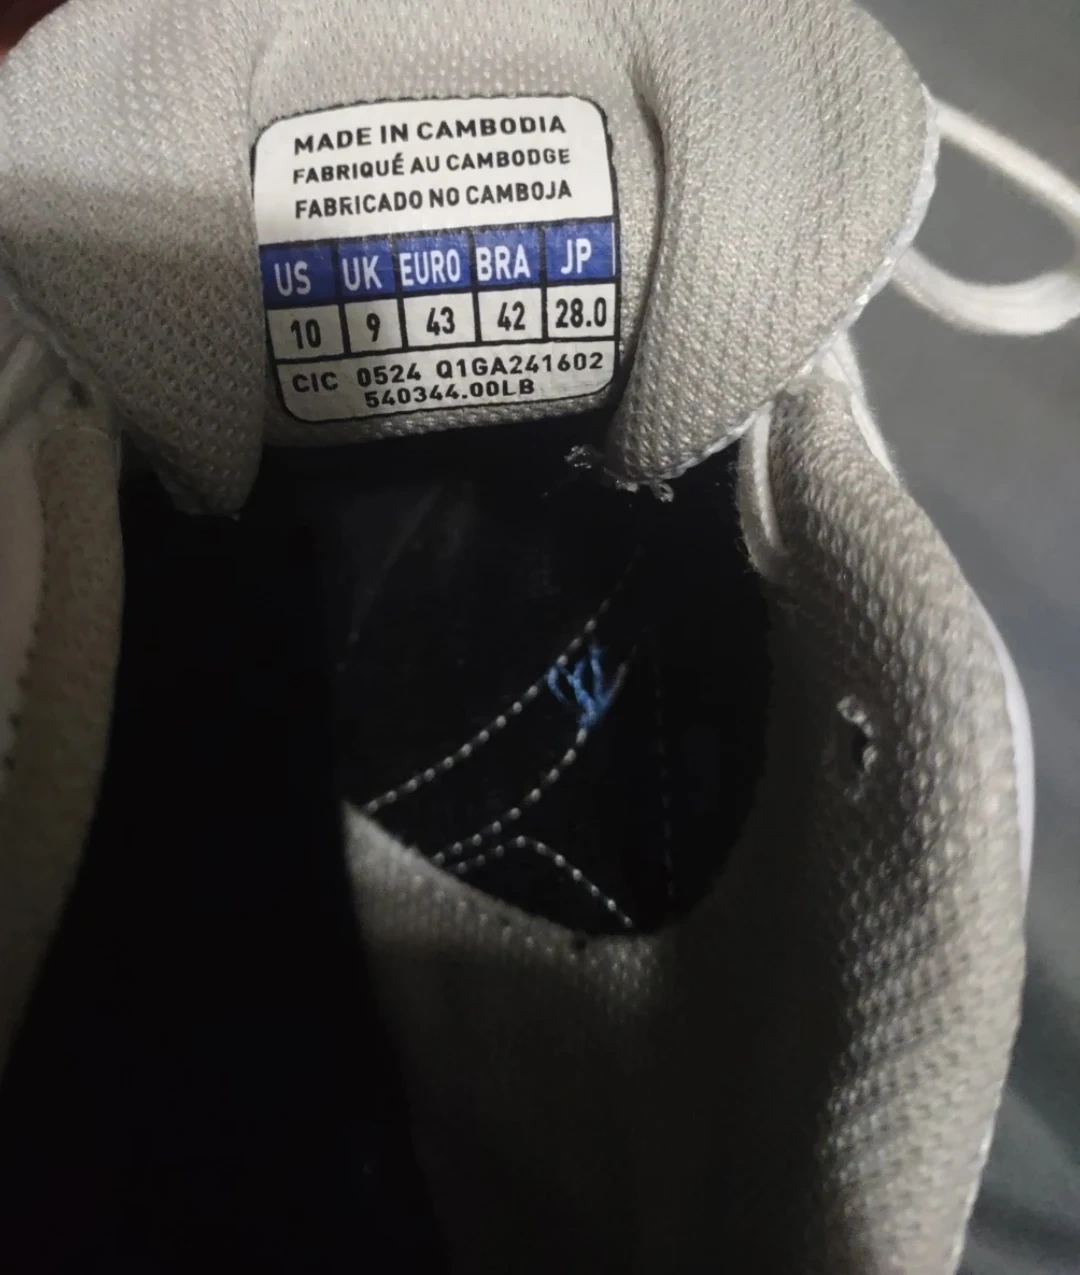 MADE IN CAMBODIA
FABRIQUÉ AU CAMBODGE
FABRICADO NO CAMBOJA
US UK EURO BRA JP
10 9 43 42 28.0
CIC 0524 Q1GA241602
540344.00LB